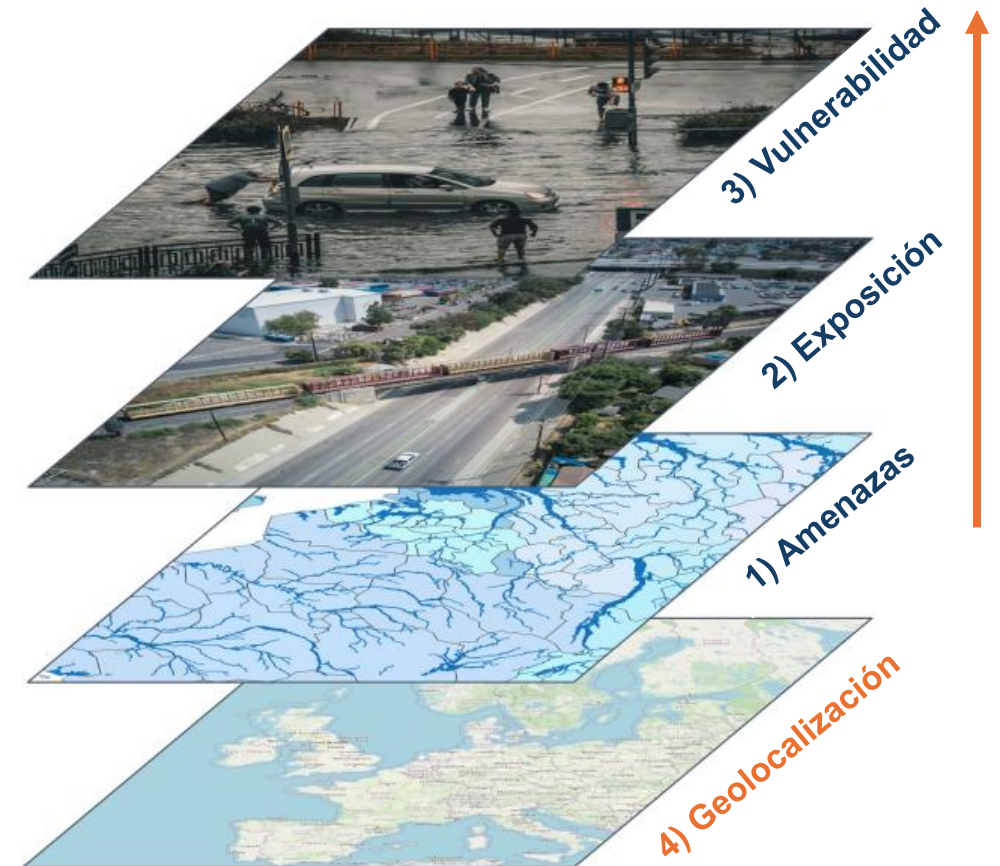 3) Vulnerabilidad
2) Exposición
1) Amenazas
4) Geolocalización